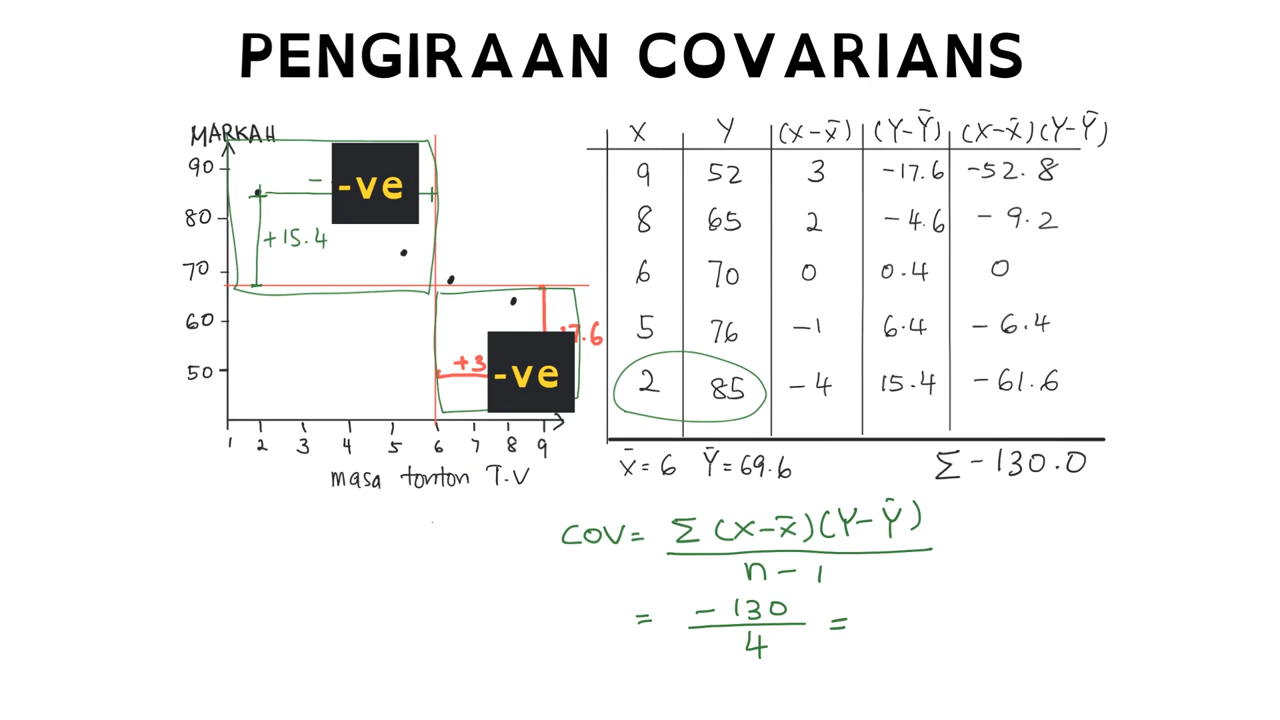 PENGIRAAN COVARIANS
MARKAH
90
80
70
60
50
-
-ve
+15.4
+3
7.6
-ve
1 2 3 4 5 6 7 8 9
masa tonton T.V
X Y (X-X̄) (Y-Ȳ) (X-X̄)(Y-Ȳ)
9 52 3 -17.6 -52.8
8 65 2 -4.6 -9.2
6 70 0 0.4 0
5 76 -1 6.4 -6.4
2 85 -4 15.4 -61.6
X̄=6 Ȳ=69.6 Σ -130.0
COV= Σ(X-X̄)(Y-Ȳ)
n-1
= -130 =
4